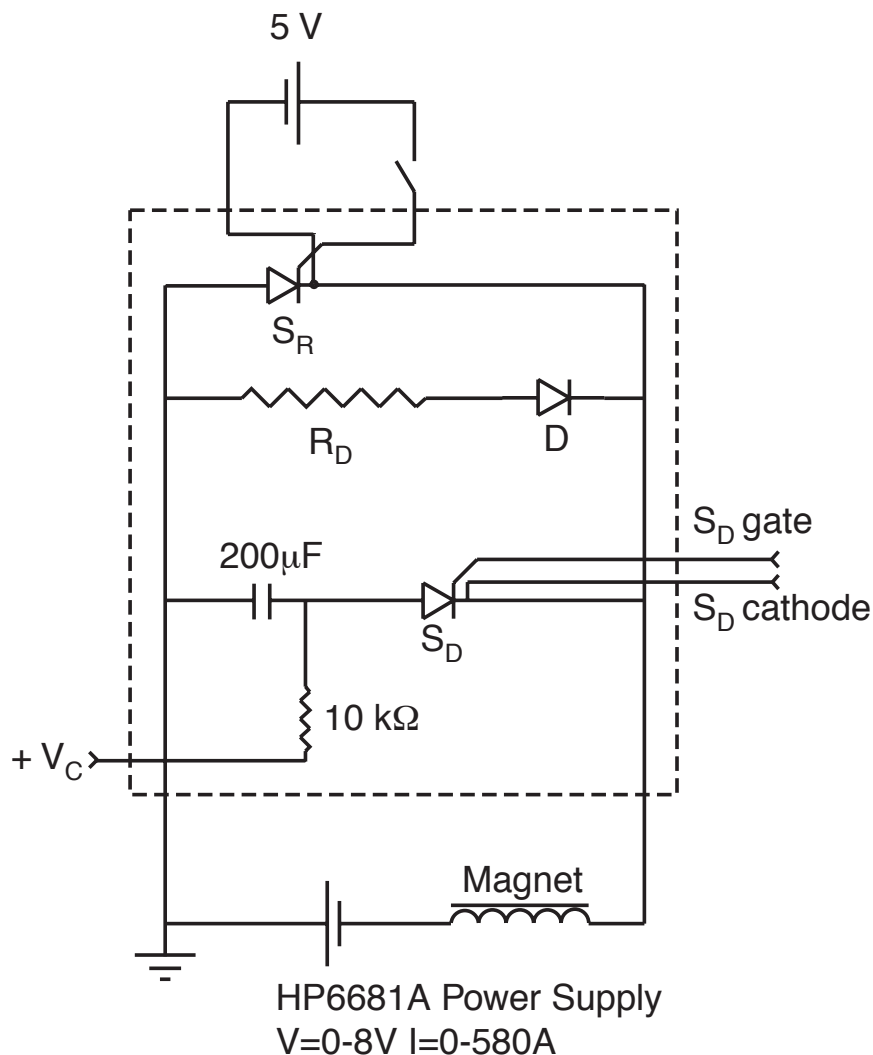 5 V
S_R
R_D
D
S_D gate
200μF
S_D cathode
S_D
10 kΩ
+ V_C
Magnet
HP6681A Power Supply
V=0-8V I=0-580A